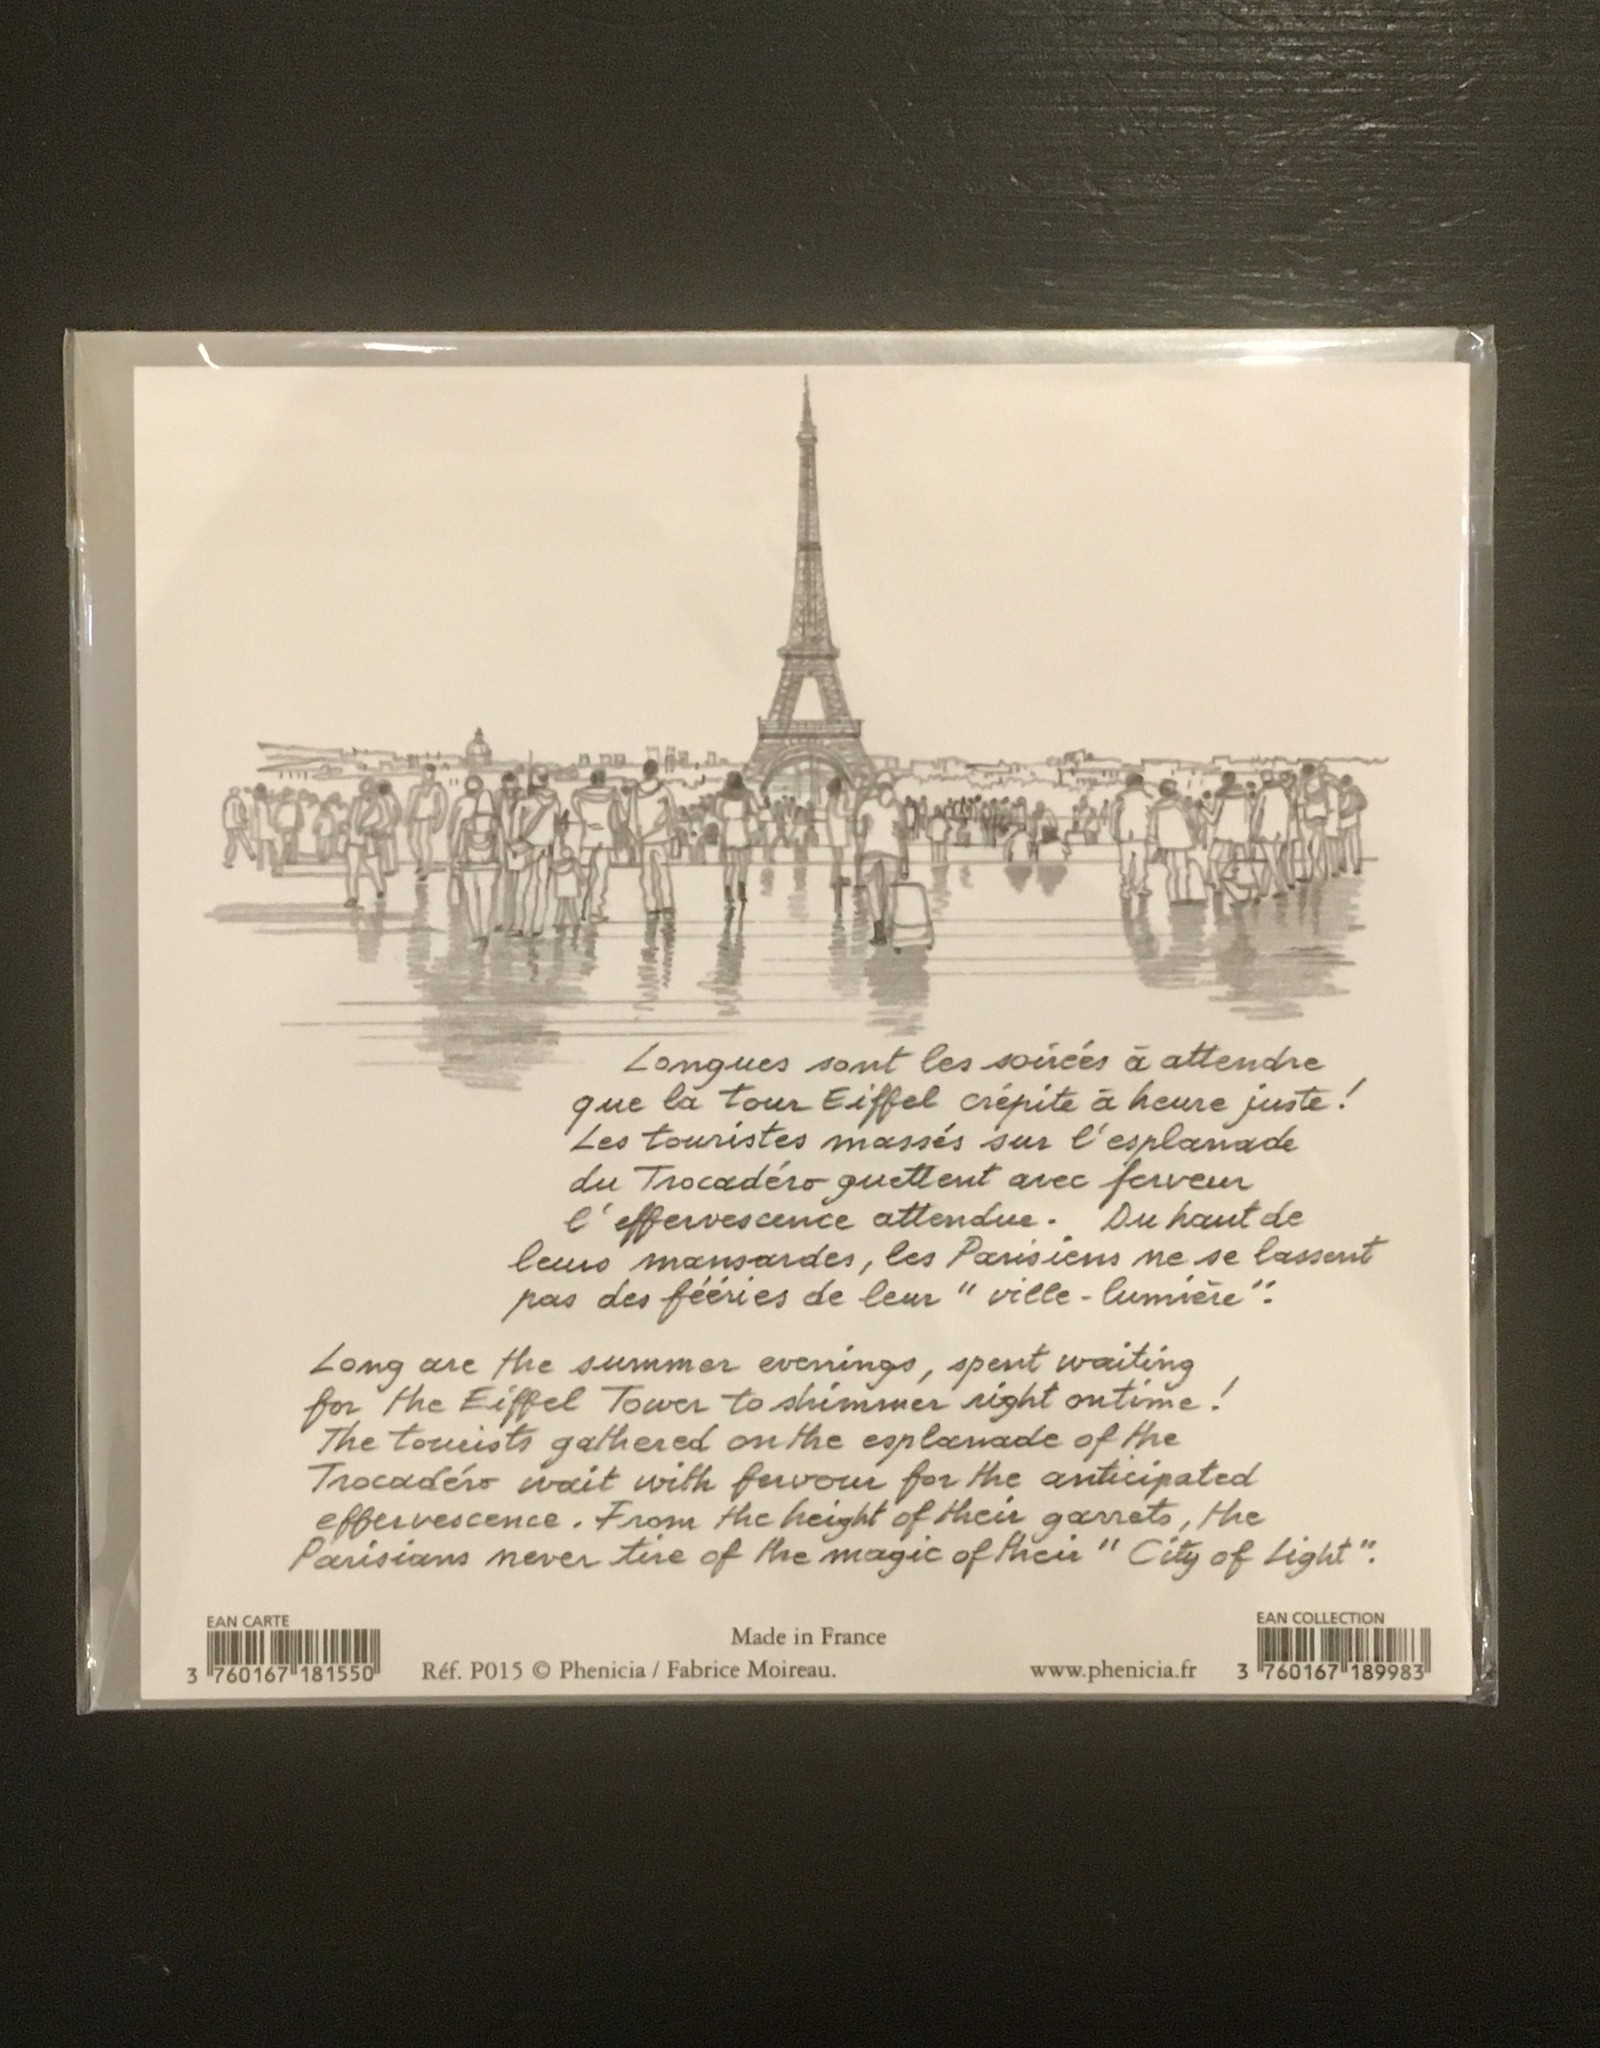 Longues sont les soirées à attendre
que la tour Eiffel crépite à heure juste !
Les touristes massés sur l'esplanade
du Trocadéro guettent avec ferveur
l'effervescence attendue. Du haut de
leurs mansardes, les Parisiens ne se lassent
pas des fééries de leur " ville-lumière".
Long are the summer evenings, spent waiting
for the Eiffel Tower to shimmer right on time !
The tourists gathered on the esplanade of the
Trocadéro wait with fervour for the anticipated
effervescence. From the height of their garrets, the
Parisians never tire of the magic of their " City of Light".
EAN CARTE
3 760167 181550
Made in France
Réf. P015 © Phenicia / Fabrice Moireau.
www.phenicia.fr
EAN COLLECTION
3 760167 189983